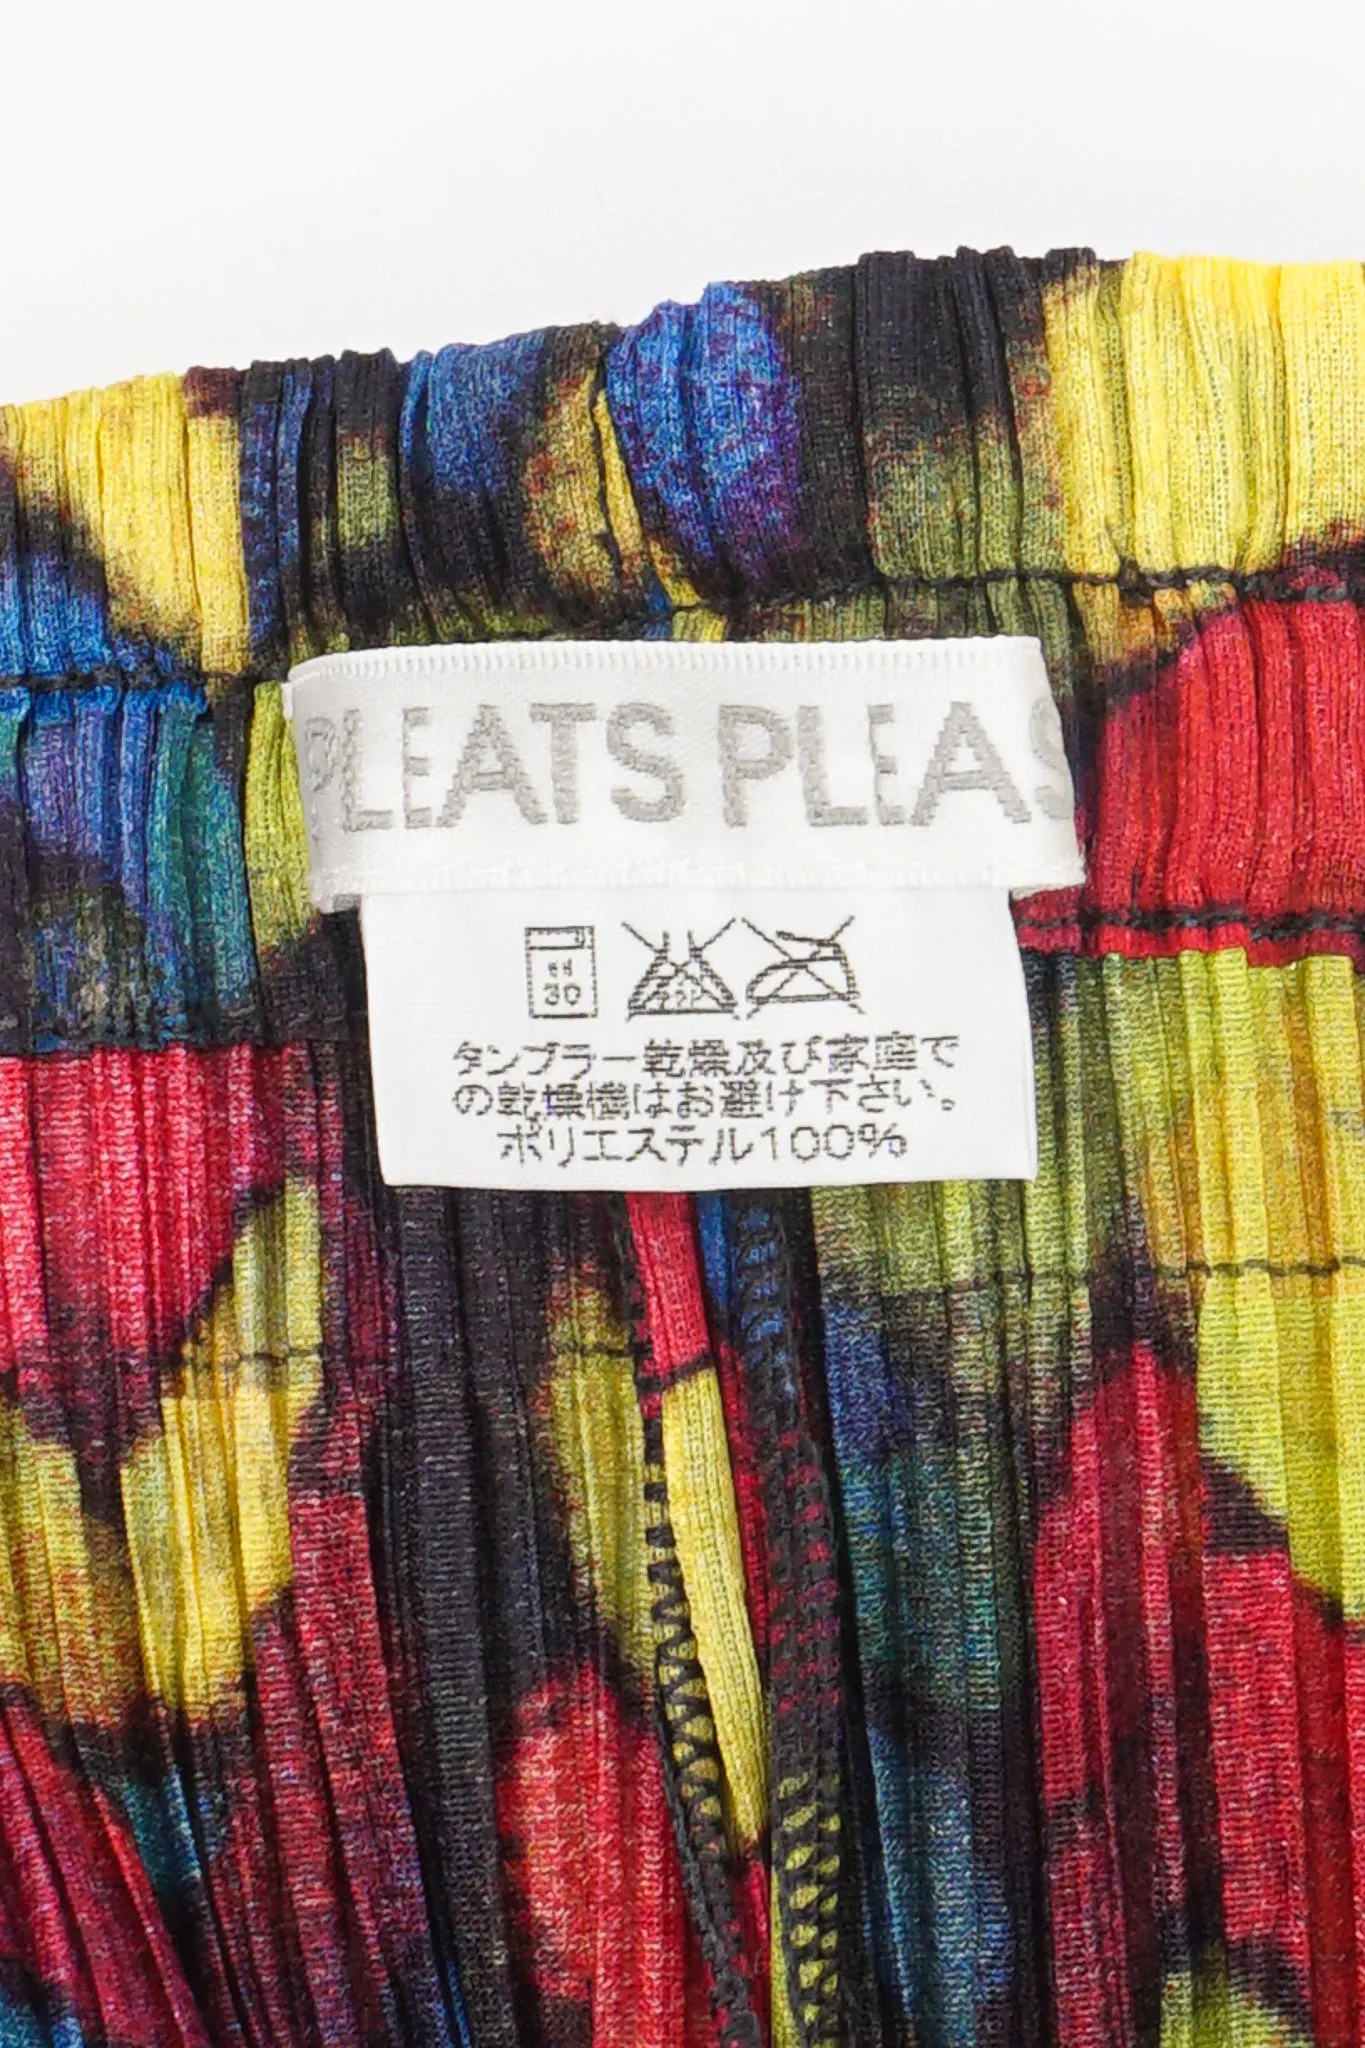 PLEATS PLEAS
30
タンブラー乾燥及び家庭で
の乾燥機はお避け下さい。
ポリエステル100%